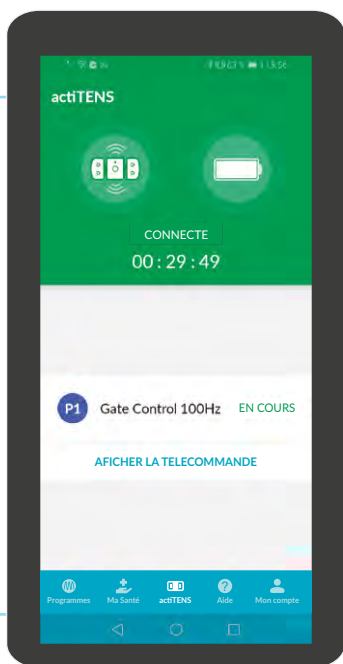 actiTENS
CONNECTE
00 : 29 : 49
P1 Gate Control 100Hz EN COURS
AFICHER LA TELECOMMANDE
Programmes Ma Santé actiTENS Aide Mon compte